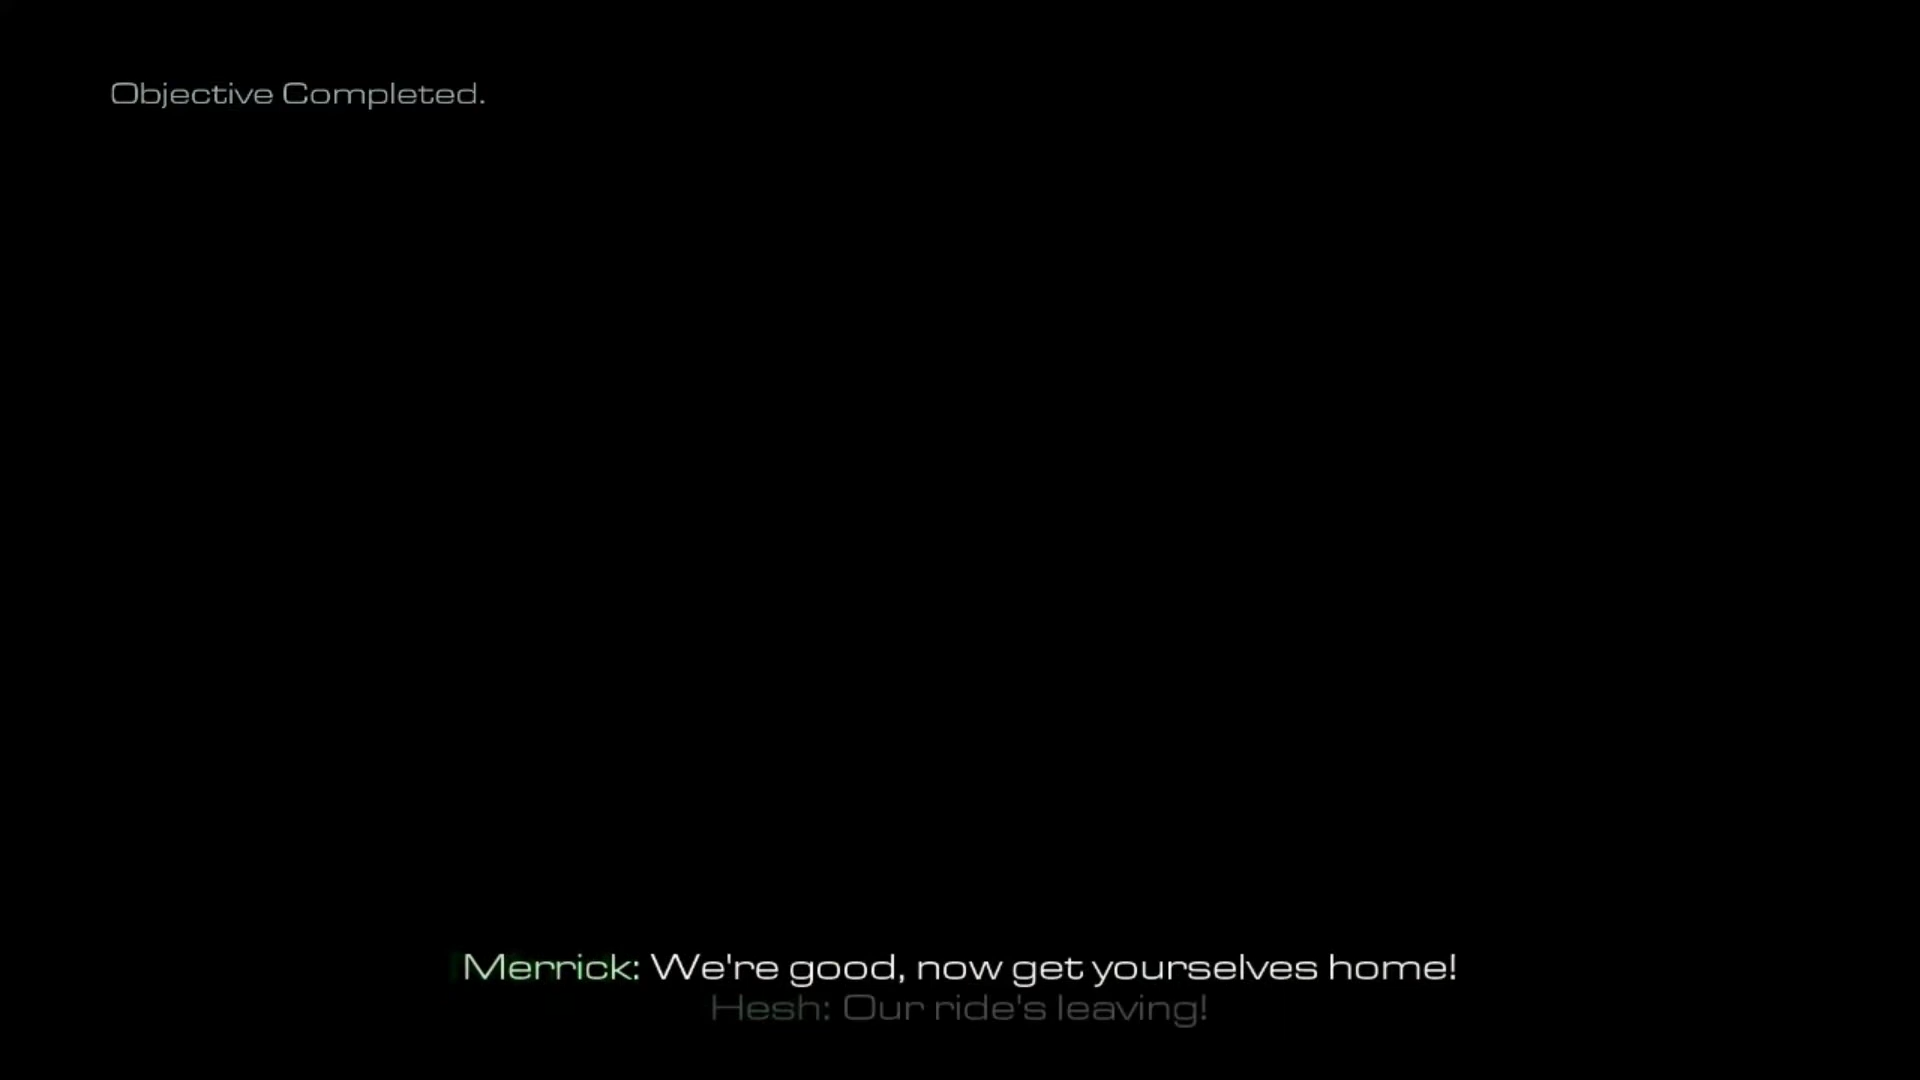 Objective Completed.
Merrick: We're good, now get yourselves home!
Hesh: Our ride's leaving!